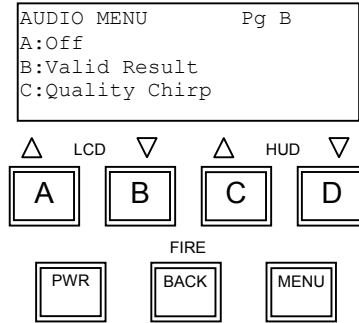 AUDIO MENU Pg B
A:Off
B:Valid Result
C:Quality Chirp
LCD HUD
A B C D
FIRE
PWR BACK MENU